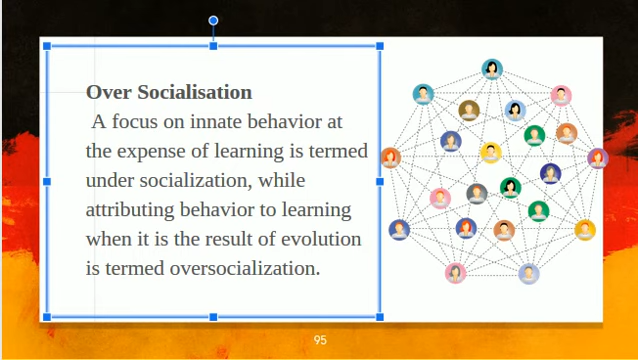 Over Socialisation
A focus on innate behavior at
the expense of learning is termed
under socialization, while
attributing behavior to learning
when it is the result of evolution
is termed oversocialization.
95